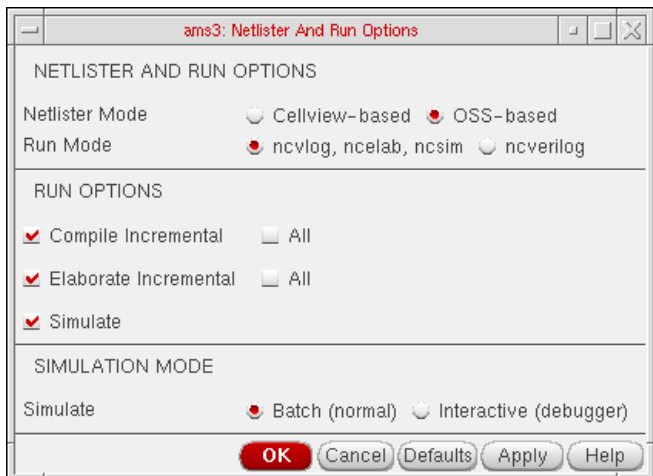 ams3: Netlister And Run Options
NETLISTER AND RUN OPTIONS
Netlister Mode Cellview-based OSS-based
Run Mode ncvlog, ncelab, ncsim ncverilog
RUN OPTIONS
Compile Incremental All
Elaborate Incremental All
Simulate
SIMULATION MODE
Simulate Batch (normal) Interactive (debugger)
OK Cancel Defaults Apply Help